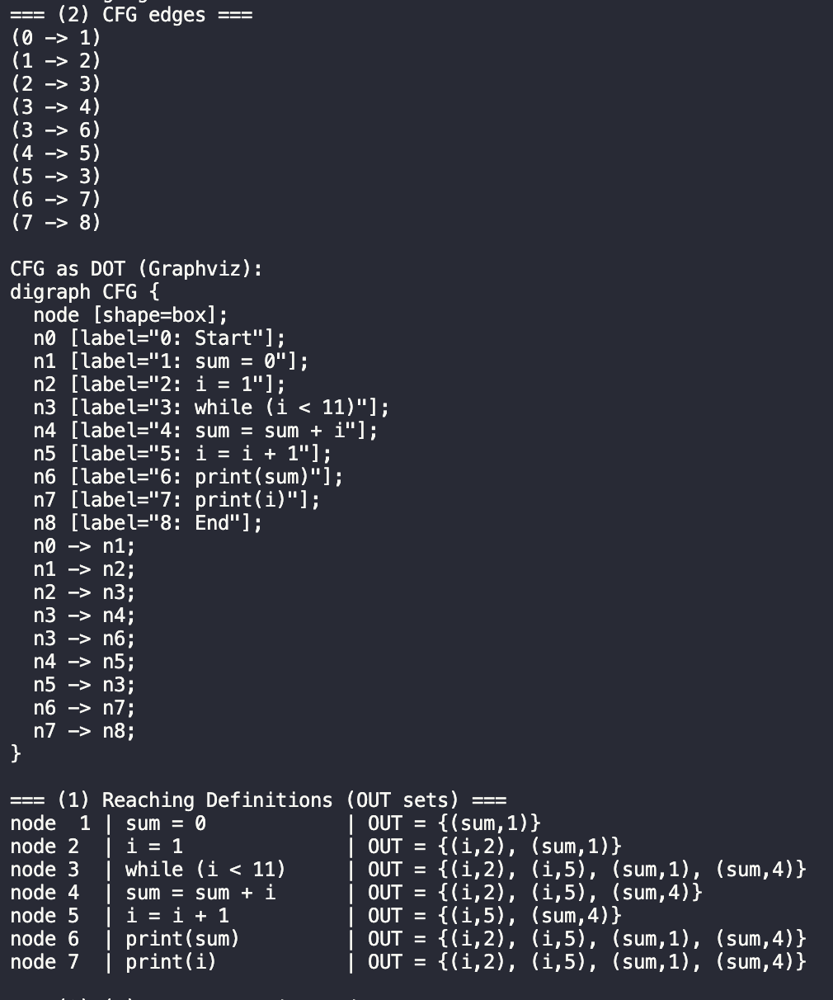 === (2) CFG edges ===
(0 -> 1)
(1 -> 2)
(2 -> 3)
(3 -> 4)
(3 -> 6)
(4 -> 5)
(5 -> 3)
(6 -> 7)
(7 -> 8)

CFG as DOT (Graphviz):
digraph CFG {
  node [shape=box];
  n0 [label="0: Start"];
  n1 [label="1: sum = 0"];
  n2 [label="2: i = 1"];
  n3 [label="3: while (i < 11)"];
  n4 [label="4: sum = sum + i"];
  n5 [label="5: i = i + 1"];
  n6 [label="6: print(sum)"];
  n7 [label="7: print(i)"];
  n8 [label="8: End"];
  n0 -> n1;
  n1 -> n2;
  n2 -> n3;
  n3 -> n4;
  n3 -> n6;
  n4 -> n5;
  n5 -> n3;
  n6 -> n7;
  n7 -> n8;
}

=== (1) Reaching Definitions (OUT sets) ===
node  1 | sum = 0            | OUT = {(sum,1)}
node 2  | i = 1              | OUT = {(i,2), (sum,1)}
node 3  | while (i < 11)     | OUT = {(i,2), (i,5), (sum,1), (sum,4)}
node 4  | sum = sum + i      | OUT = {(i,2), (i,5), (sum,4)}
node 5  | i = i + 1          | OUT = {(i,5), (sum,4)}
node 6  | print(sum)         | OUT = {(i,2), (i,5), (sum,1), (sum,4)}
node 7  | print(i)           | OUT = {(i,2), (i,5), (sum,1), (sum,4)}